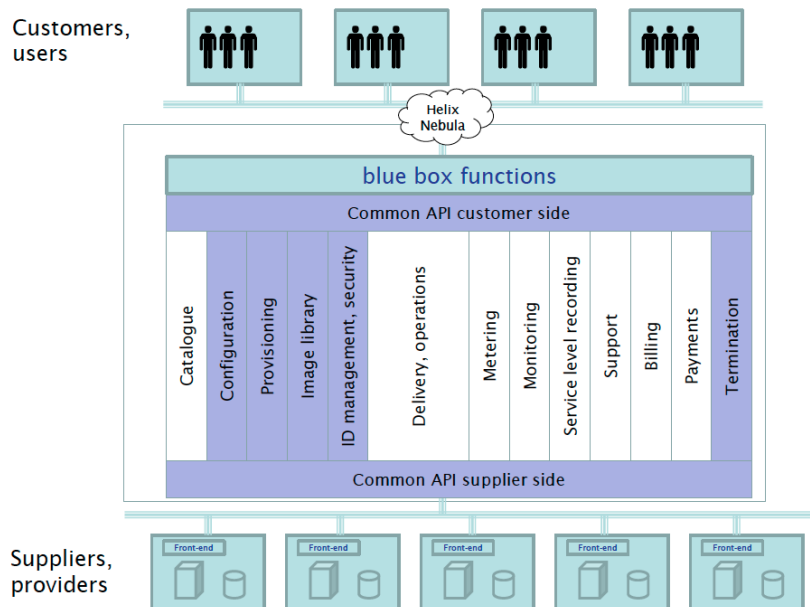 Customers,
users
Helix
Nebula
blue box functions
Common API customer side
Catalogue
Configuration
Provisioning
Image library
ID management, security
Delivery, operations
Metering
Monitoring
Service level recording
Support
Billing
Payments
Termination
Common API supplier side
Suppliers,
providers
Front-end
Front-end
Front-end
Front-end
Front-end